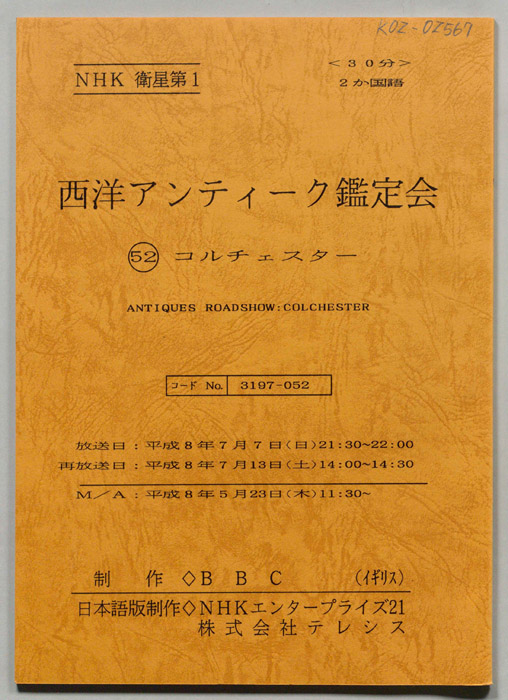 KOZ-0Z567
NHK 衛星第1
<30分>
2か国語
西洋アンティーク鑑定会
52 コルチェスター
ANTIQUES ROADSHOW:COLCHESTER
コード No. 3197-052
放送日:平成8年7月7日(日)21:30~22:00
再放送日:平成8年7月13日(土)14:00~14:30
M/A:平成8年5月23日(木)11:30~
制 作◇BBC (イギリス)
日本語版制作◇NHKエンタープライズ21
株式会社テレシス